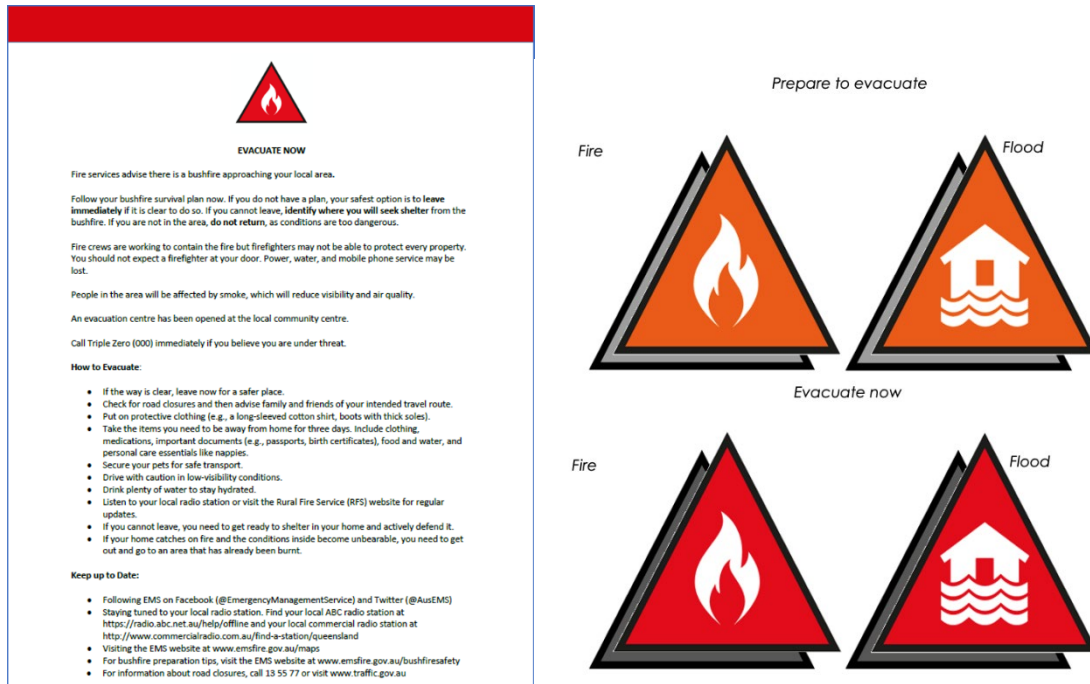 EVACUATE NOW
Fire services advise there is a bushfire approaching your local area.
Follow your bushfire survival plan now. If you do not have a plan, your safest option is to leave
immediately if it is clear to do so. If you cannot leave, identify where you will seek shelter from the
bushfire. If you are not in the area, do not return, as conditions are too dangerous.
Fire crews are working to contain the fire but firefighters may not be able to protect every property.
You should not expect a firefighter at your door. Power, water, and mobile phone service may be
lost.
People in the area will be affected by smoke, which will reduce visibility and air quality.
An evacuation centre has been opened at the local community centre.
Call Triple Zero (000) immediately if you believe you are under threat.
How to Evacuate:
• If the way is clear, leave now for a safer place.
• Check for road closures and then advise family and friends of your intended travel route.
• Put on protective clothing (e.g., a long-sleeved cotton shirt, boots with thick soles).
• Take the items you need to be away from home for three days. Include clothing,
medications, important documents (e.g., passports, birth certificates), food and water, and
personal care essentials like nappies.
• Secure your pets for safe transport.
• Drive with caution in low-visibility conditions.
• Drink plenty of water to stay hydrated.
• Listen to your local radio station or visit the Rural Fire Service (RFS) website for regular
updates.
• If you cannot leave, you need to get ready to shelter in your home and actively defend it.
• If your home catches on fire and the conditions inside become unbearable, you need to get
out and go to an area that has already been burnt.
Keep up to Date:
• Following EMS on Facebook (@EmergencyManagementService) and Twitter (@AusEMS)
• Staying tuned to your local radio station. Find your local ABC radio station at
https://radio.abc.net.au/help/offline and your local commercial radio station at
http://www.commercialradio.com.au/find-a-station/queensland
• Visiting the EMS website at www.emsfire.gov.au/maps
• For bushfire preparation tips, visit the EMS website at www.emsfire.gov.au/bushfiresafety
• For information about road closures, call 13 55 77 or visit www.traffic.gov.au
Prepare to evacuate
Fire
Flood
Evacuate now
Fire
Flood